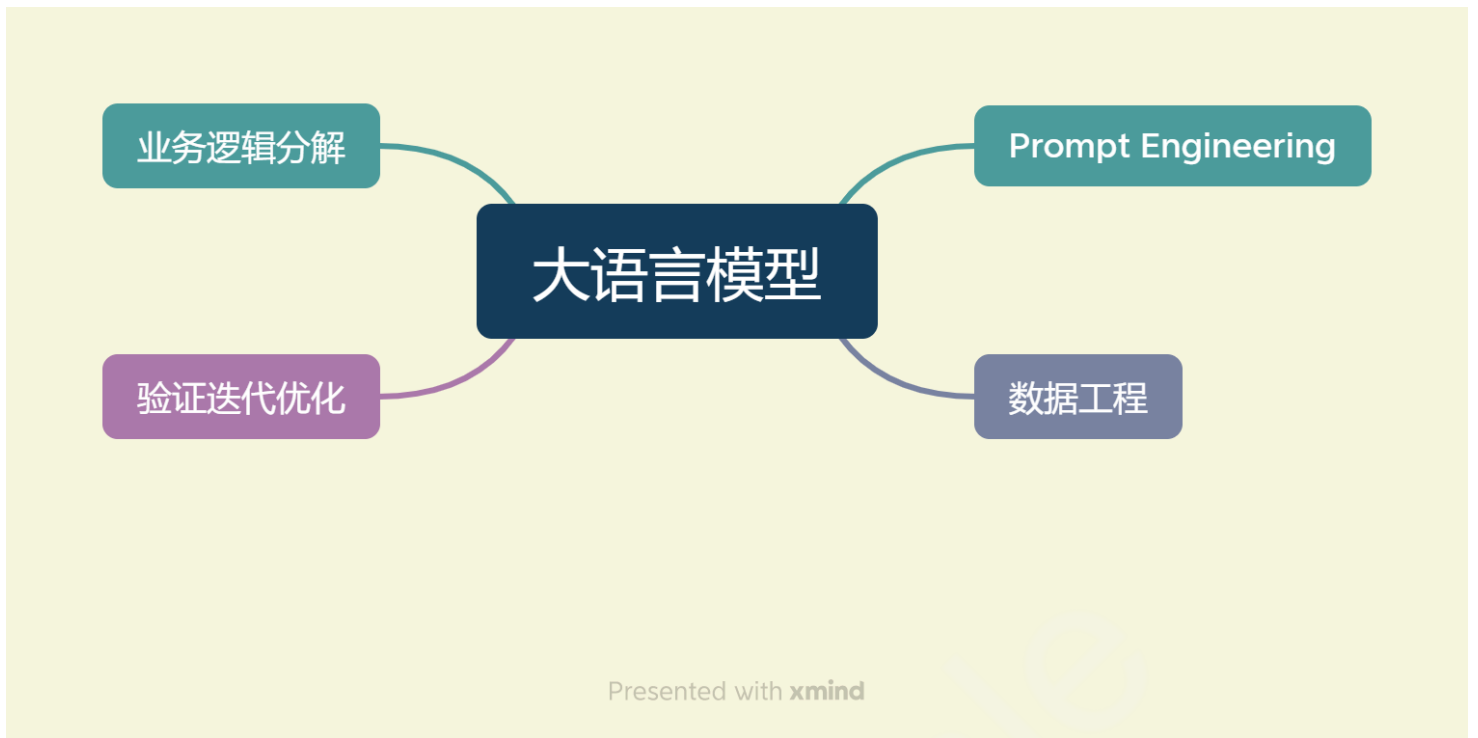 业务逻辑分解
Prompt Engineering
大语言模型
验证迭代优化
数据工程
Presented with xmind